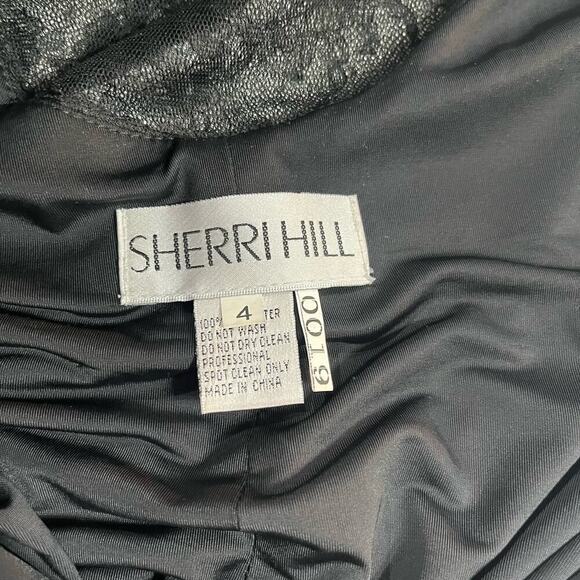 SHERRI HILL
4
100% TER
DO NOT WASH
DO NOT DRY CLEAN
PROFESSIONAL
SPOT CLEAN ONLY
MADE IN CHINA
6100